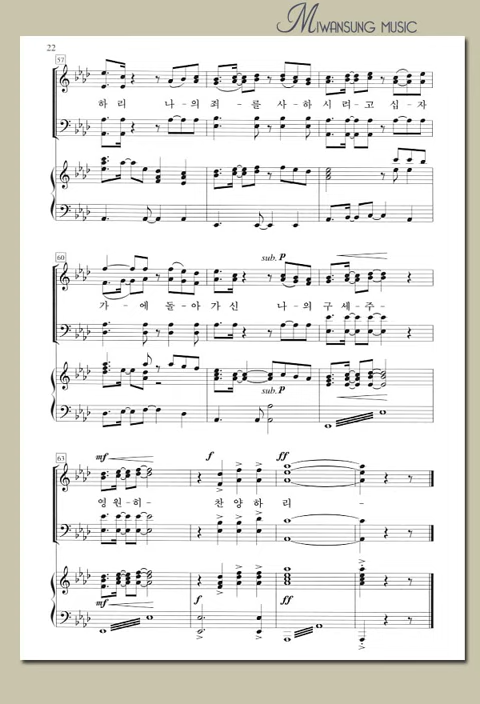 MIWANSUNG MUSIC
22
57
하 리 나 - 의 죄 - 를 사 - 하 시 려 - 고 십 - 자
60
sub. p
가 - 에 돌 - 아 가 신 나 - 의 구 세 - 주 -
sub. p
63
mf f ff
영 원 - 히 - 찬 양 하 리 -
mf f ff